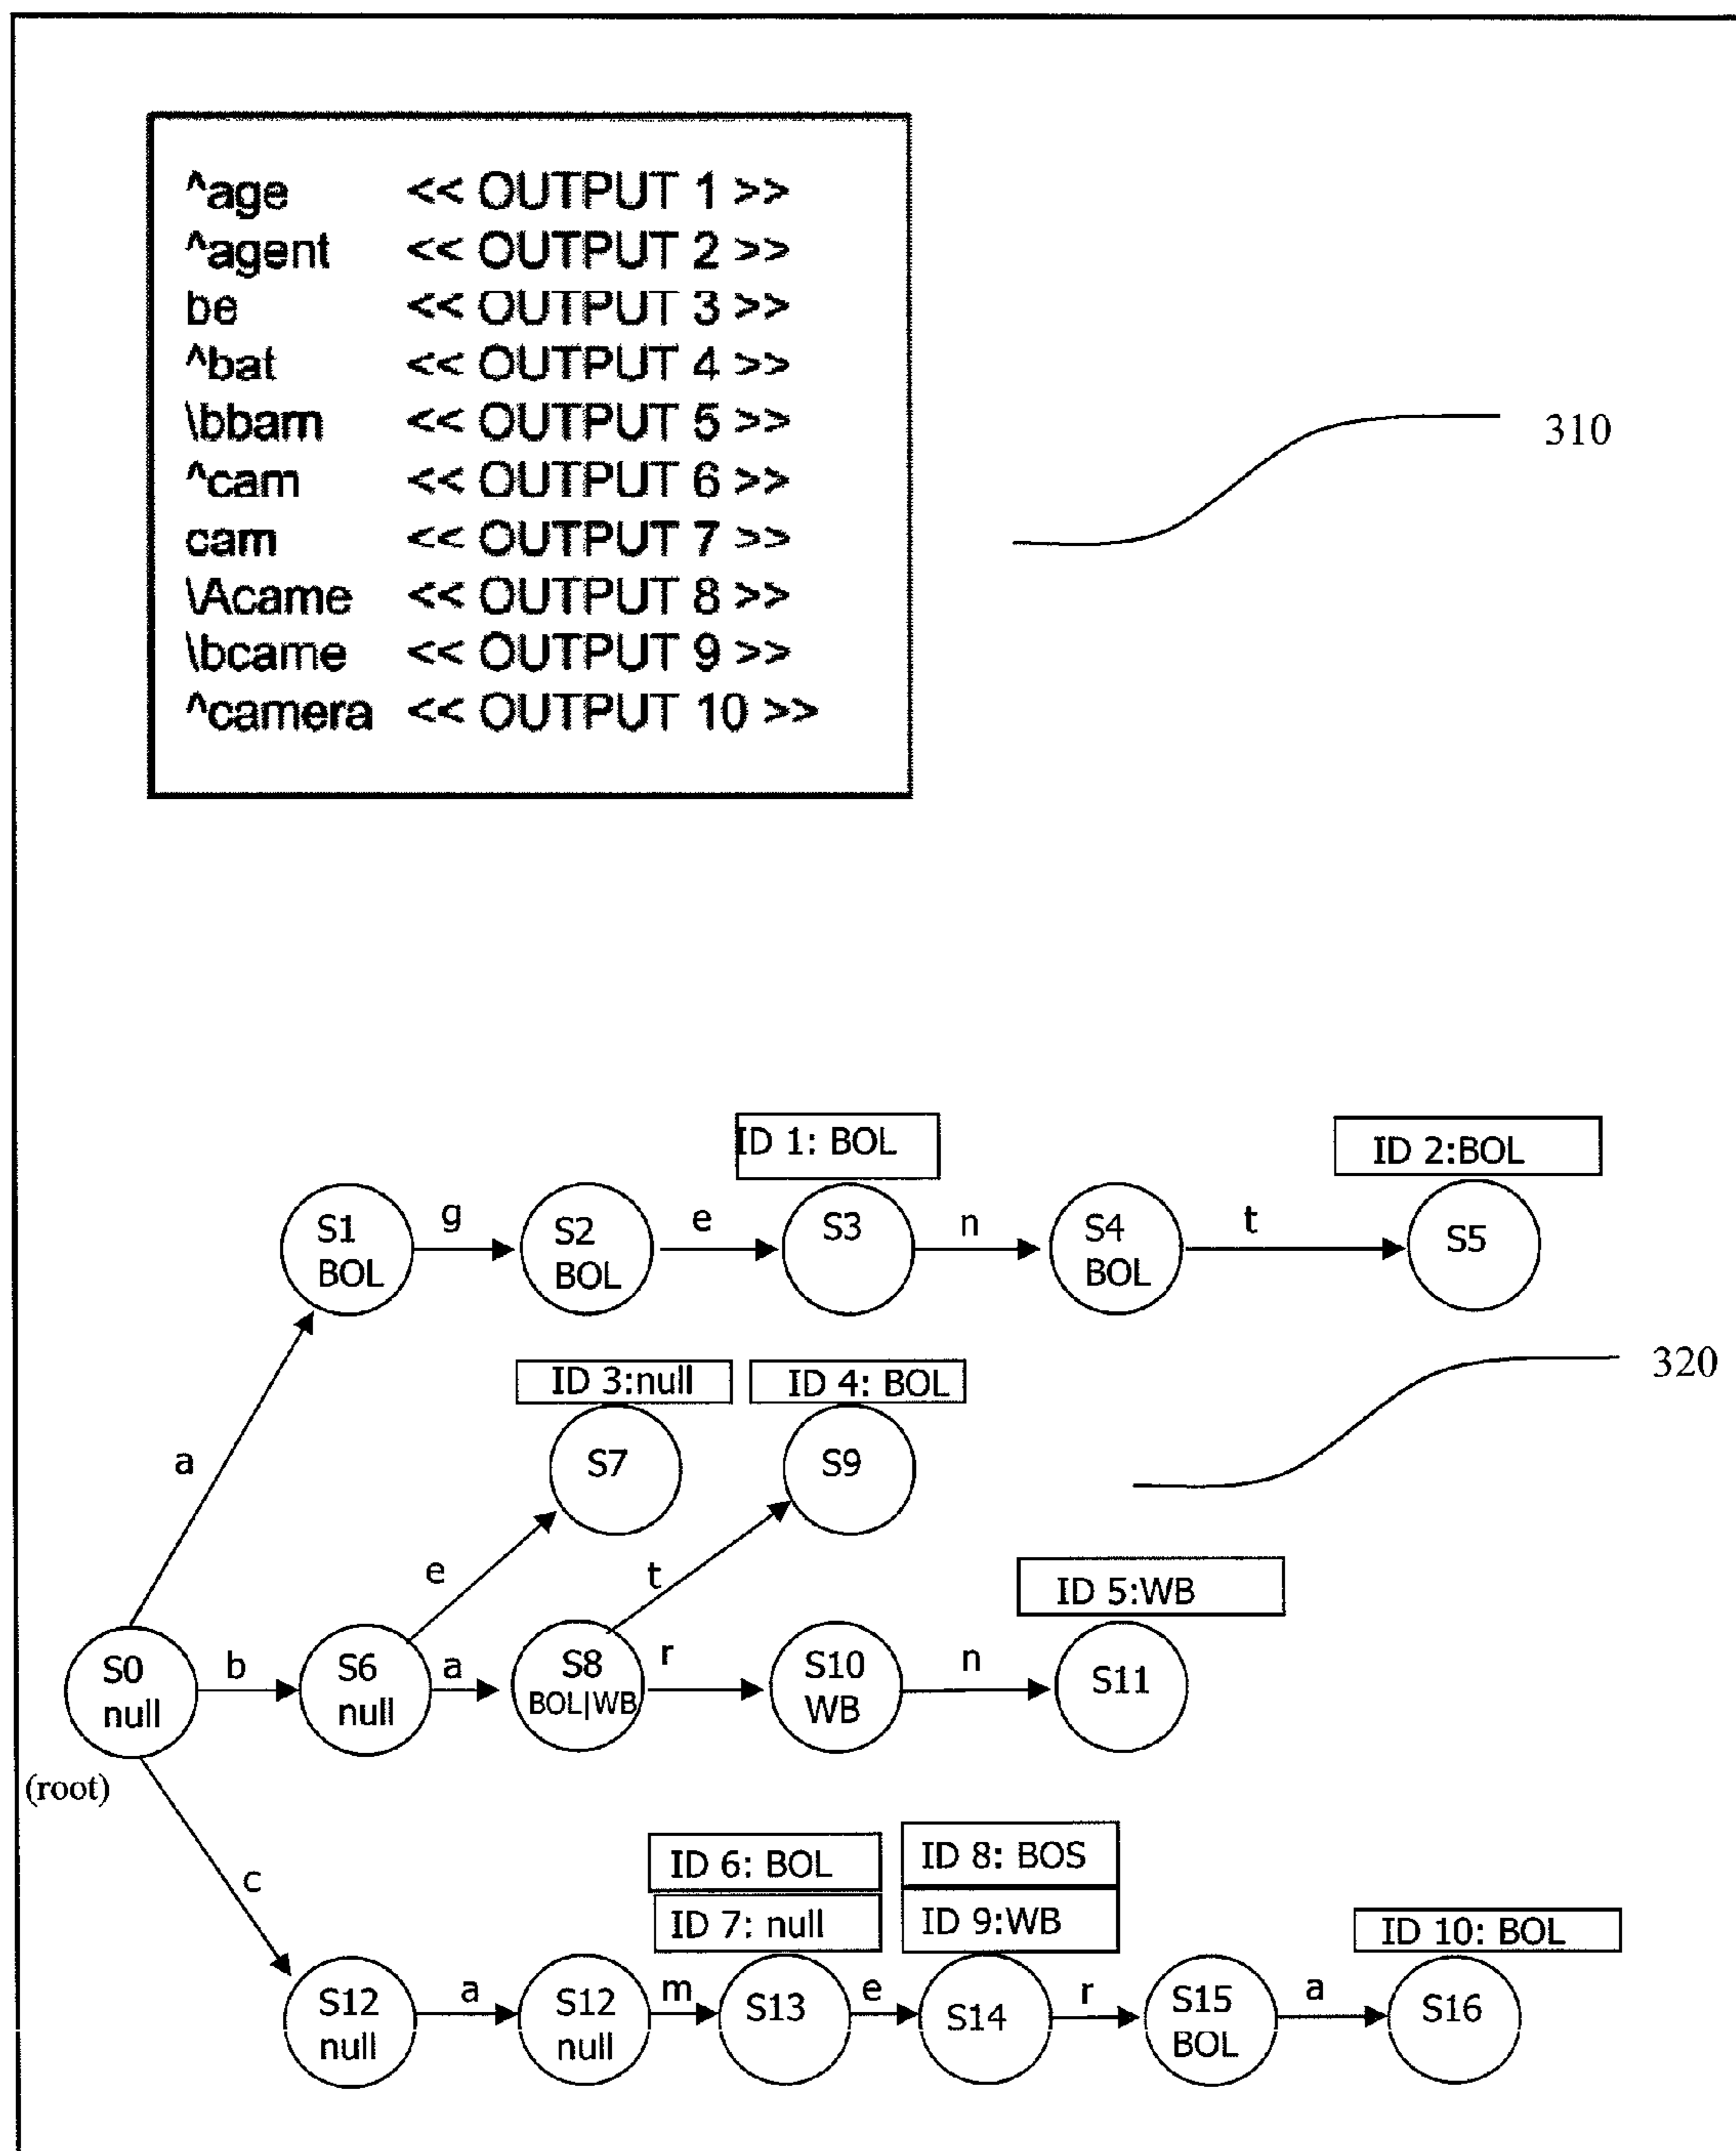 ^age << OUTPUT 1 >>
^agent << OUTPUT 2 >>
be << OUTPUT 3 >>
^bat << OUTPUT 4 >>
\bbarn << OUTPUT 5 >>
^cam << OUTPUT 6 >>
cam << OUTPUT 7 >>
\Acame << OUTPUT 8 >>
\bcame << OUTPUT 9 >>
^camera << OUTPUT 10 >>
310
ID 1: BOL
ID 2:BOL
S1
BOL
g
S2
BOL
e
S3
n
S4
BOL
t
S5
320
ID 3:null
ID 4: BOL
a
S7
S9
e
t
ID 5:WB
S0
null
(root)
b
S6
null
a
S8
BOL|WB
r
S10
WB
n
S11
c
ID 6: BOL
ID 7: null
ID 8: BOS
ID 9:WB
ID 10: BOL
S12
null
a
S12
null
m
S13
e
S14
r
S15
BOL
a
S16